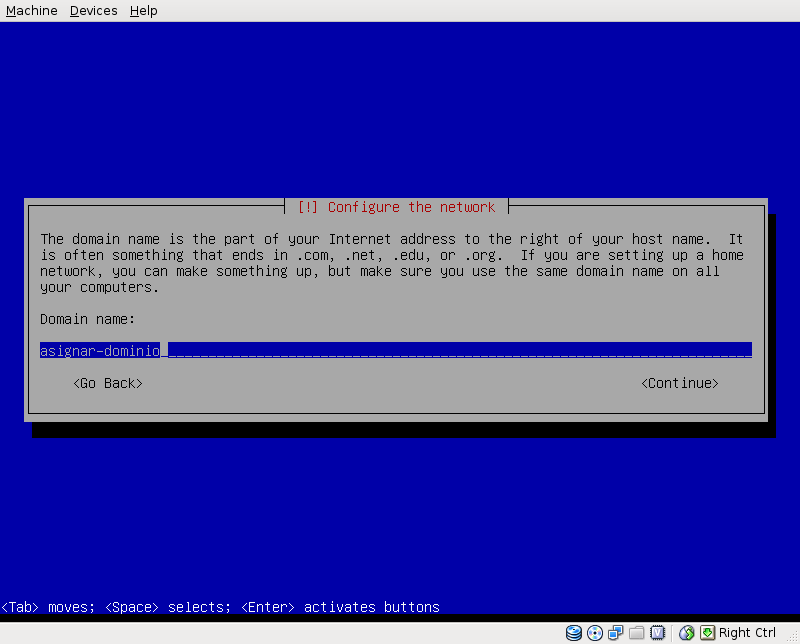 Machine Devices Help
[!] Configure the network
The domain name is the part of your Internet address to the right of your host name.  It
is often something that ends in .com, .net, .edu, or .org.  If you are setting up a home
network, you can make something up, but make sure you use the same domain name on all
your computers.
Domain name:
asignar-dominio
<Go Back> <Continue>
<Tab> moves; <Space> selects; <Enter> activates buttons
Right Ctrl